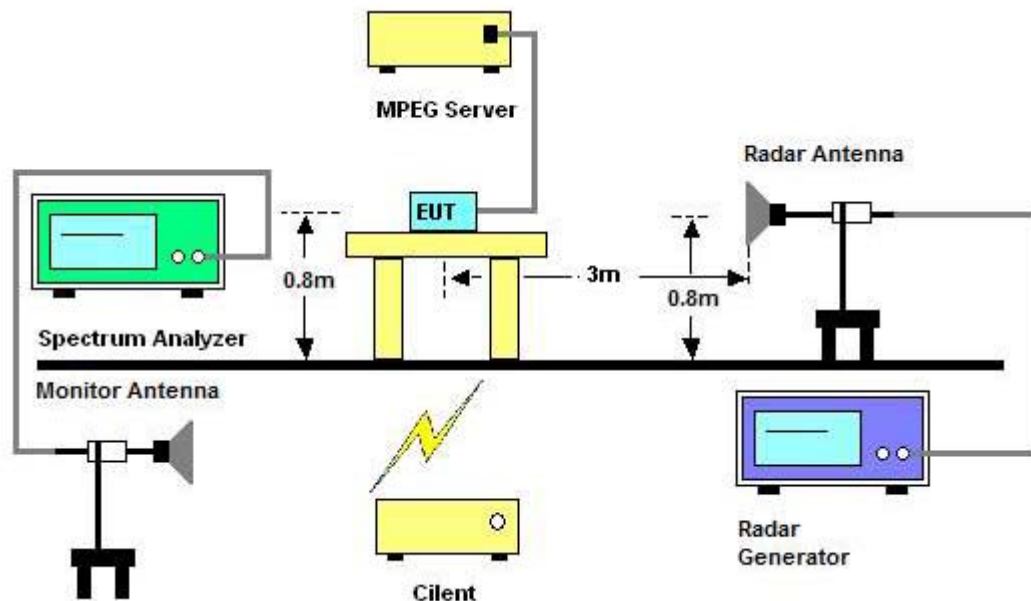 MPEG Server
Radar Antenna
EUT
0.8m
3m
0.8m
Spectrum Analyzer
Monitor Antenna
Radar
Generator
Cilent